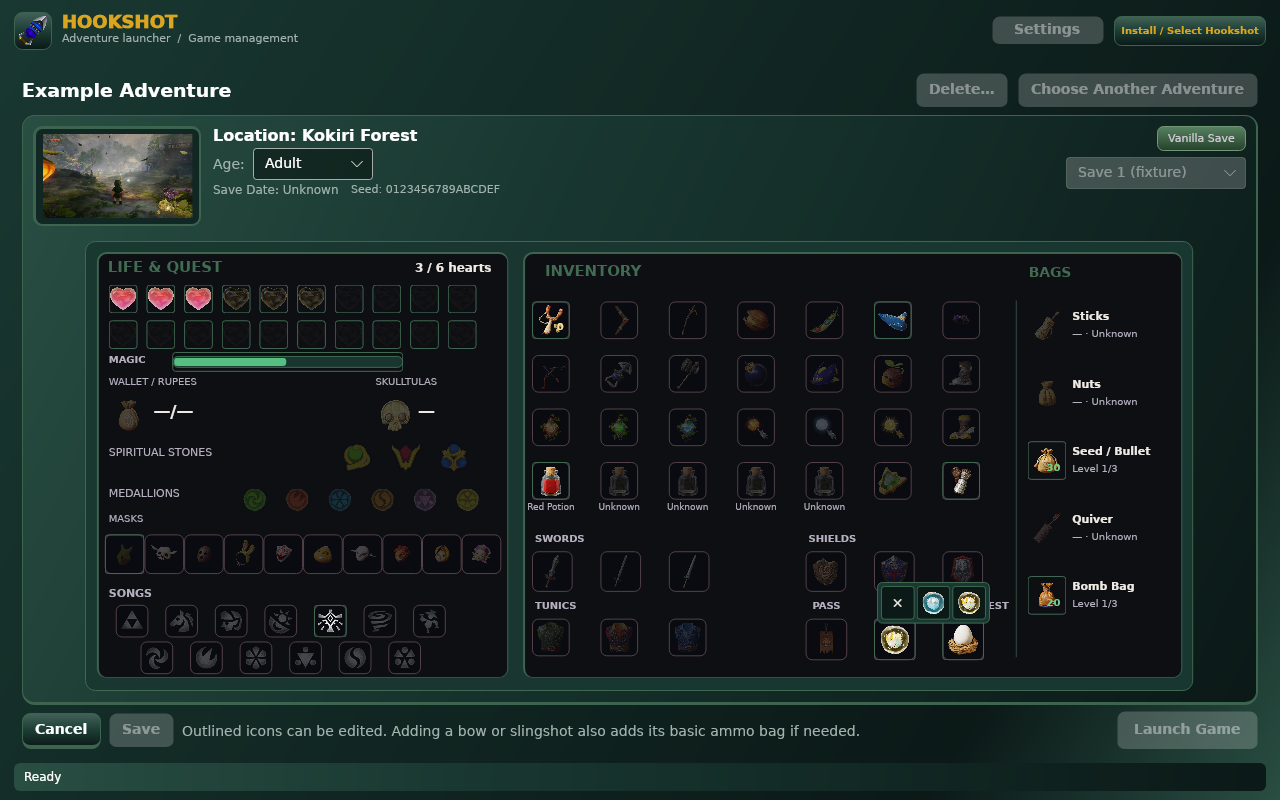 HOOKSHOT
Adventure launcher / Game management
Settings
Install / Select Hookshot
Example Adventure
Delete...
Choose Another Adventure
Location: Kokiri Forest
Age: Adult
Save Date: Unknown Seed: 0123456789ABCDEF
Vanilla Save
Save 1 (fixture)
LIFE & QUEST
3 / 6 hearts
MAGIC
WALLET / RUPEES
SKULLTULAS
—/—
—
SPIRITUAL STONES
MEDALLIONS
MASKS
SONGS
INVENTORY
Red Potion
Unknown
Unknown
Unknown
Unknown
SWORDS
SHIELDS
TUNICS
PASS
EST
×
BAGS
Sticks
— · Unknown
Nuts
— · Unknown
Seed / Bullet
30
Level 1/3
Quiver
— · Unknown
Bomb Bag
20
Level 1/3
Cancel
Save
Outlined icons can be edited. Adding a bow or slingshot also adds its basic ammo bag if needed.
Launch Game
Ready